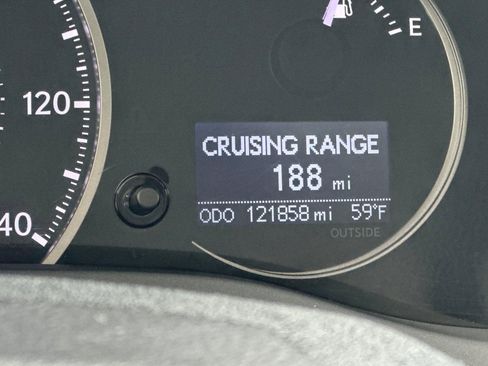 E
120
CRUISING RANGE
188 mi
ODO 121858 mi 59°F
OUTSIDE
40